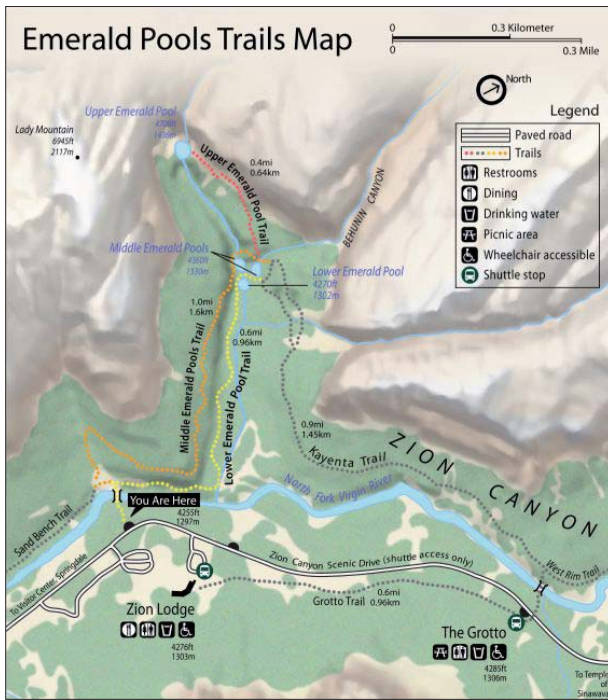 Emerald Pools Trails Map
0 0.3 Kilometer
0 0.3 Mile
North
Legend
Paved road
Trails
Restrooms
Dining
Drinking water
Picnic area
Wheelchair accessible
Shuttle stop
Upper Emerald Pool
1436m
Lady Mountain
6945ft
2117m
0.4mi
0.64km
Upper Emerald Pool Trail
BEHUNIN CANYON
Middle Emerald Pools
4360ft
1330m
Lower Emerald Pool
4270ft
1302m
1.0mi
1.6km
0.6mi
0.96km
Middle Emerald Pools Trail
Lower Emerald Pool Trail
0.9mi
1.45km
Kayenta Trail
ZION CANYON
North Fork Virgin River
You Are Here
4255ft
1297m
Sand Bench Trail
West Rim Trail
To Visitor Center, Springdale
Zion Canyon Scenic Drive (shuttle access only)
0.6mi
0.96km
Grotto Trail
Zion Lodge
4276ft
1303m
The Grotto
4285ft
1306m
To Temple
of
Sinawava